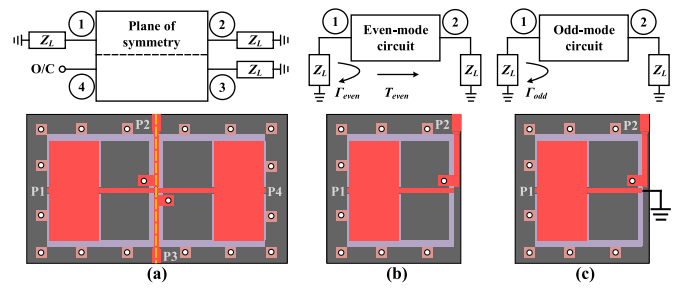 1
Plane of
symmetry
2
Z_L
Z_L
O/C
4
3
Z_L
1
Even-mode
circuit
2
Z_L
Γ_even
T_even
Z_L
1
Odd-mode
circuit
2
Z_L
Γ_odd
Z_L
P2
P1
P4
P3
P2
P1
P2
P1
(a)
(b)
(c)